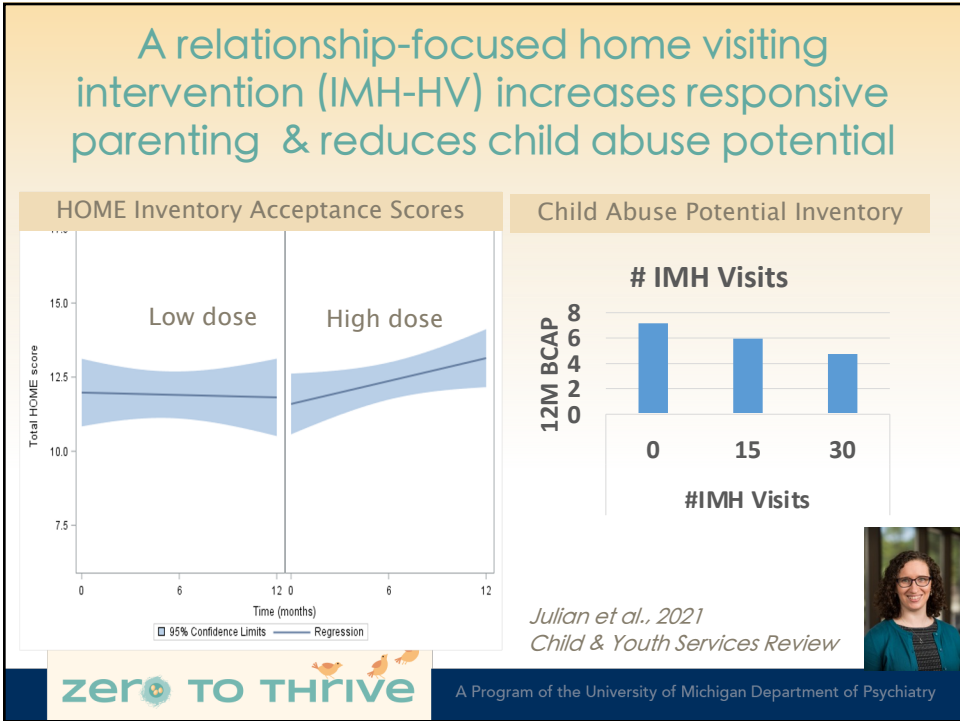 A relationship-focused home visiting
intervention (IMH-HV) increases responsive
parenting & reduces child abuse potential
HOME Inventory Acceptance Scores
15.0
12.5
10.0
7.5
Total HOME score
Low dose
High dose
0
6
12
0
6
12
Time (months)
95% Confidence Limits
Regression
Child Abuse Potential Inventory
# IMH Visits
12M BCAP
8
6
4
2
0
0
15
30
#IMH Visits
Julian et al., 2021
Child & Youth Services Review
zero TO THRIVE
A Program of the University of Michigan Department of Psychiatry